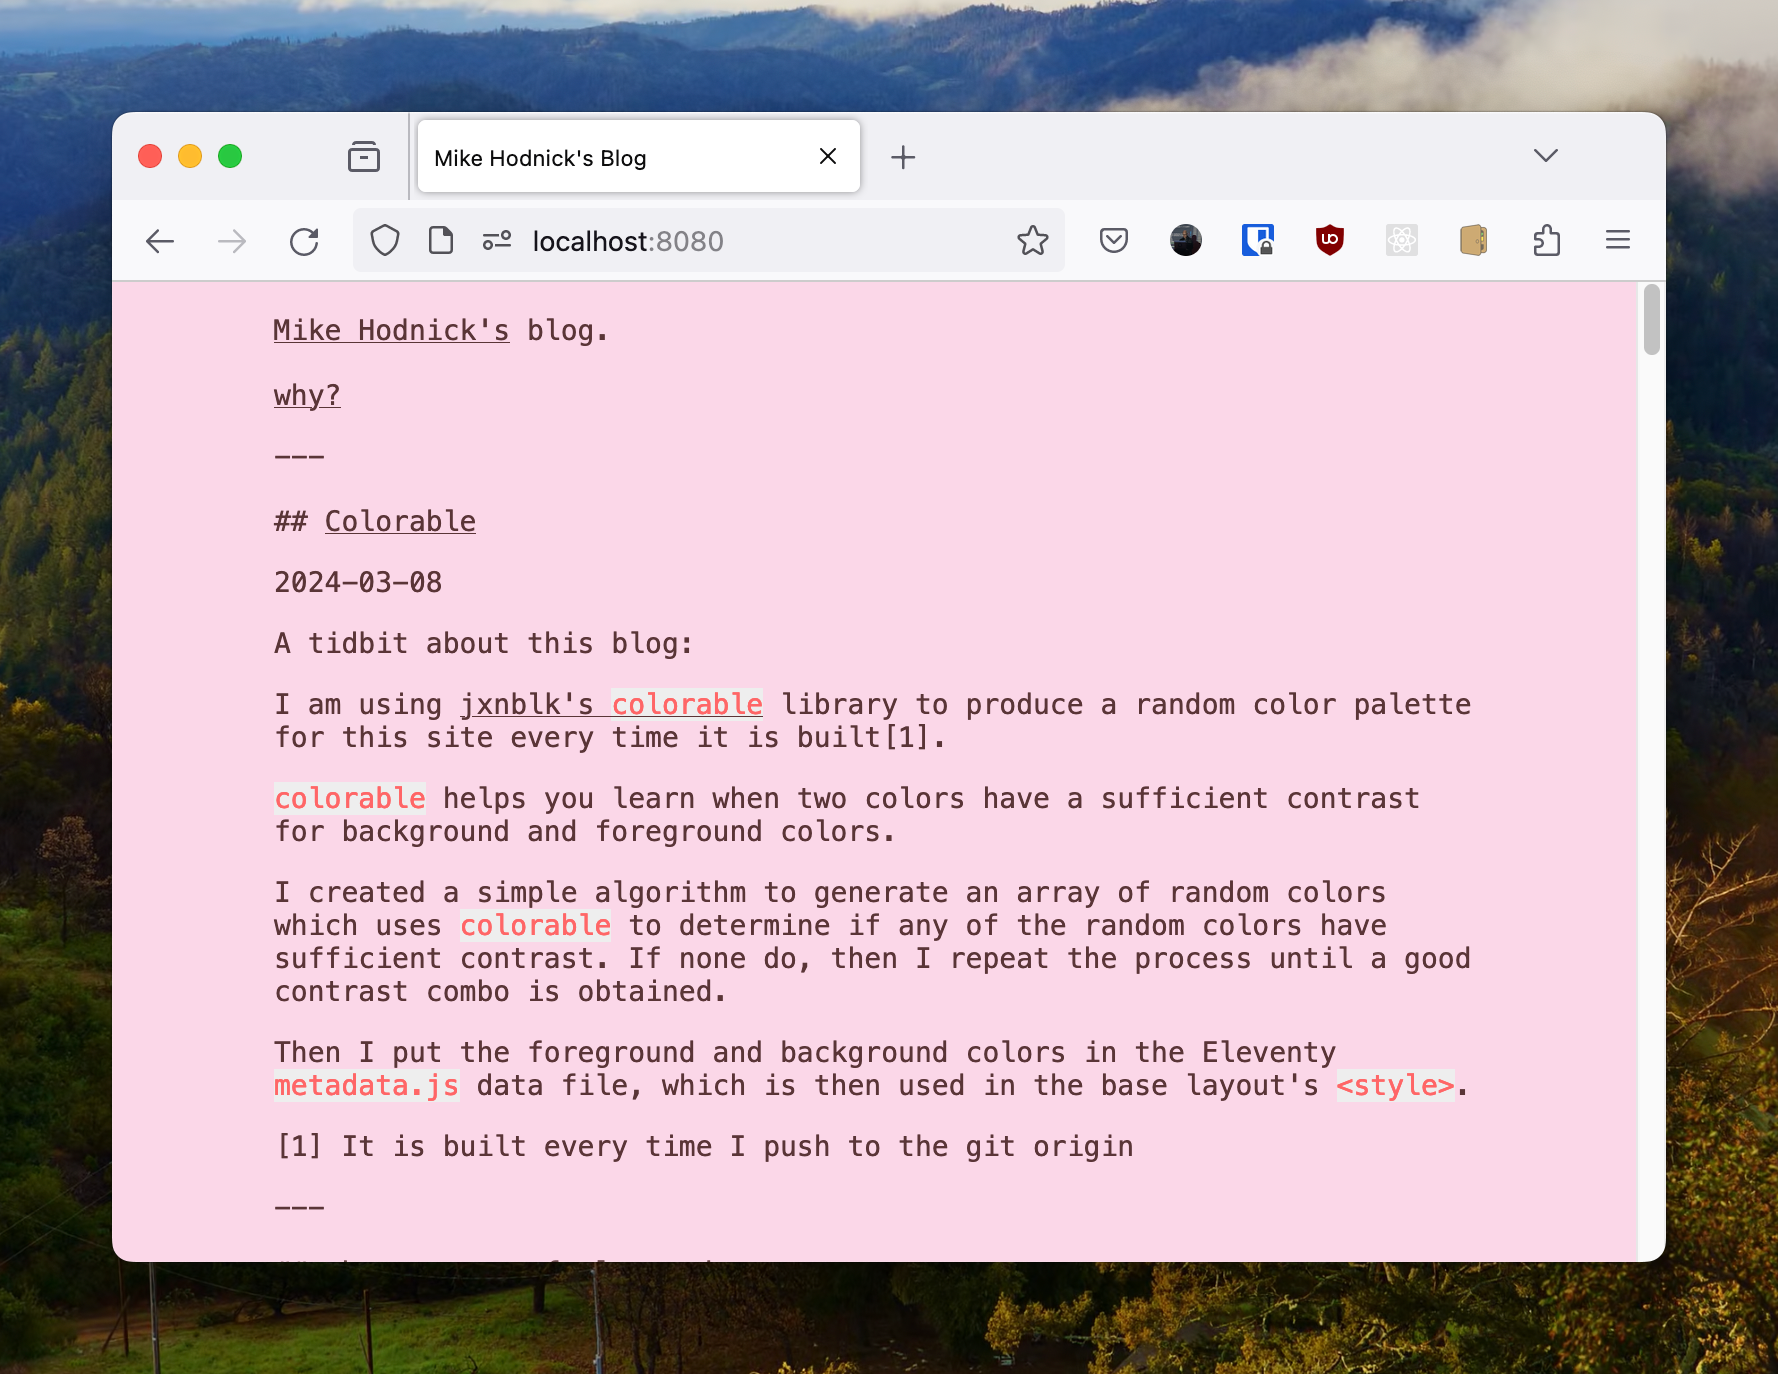 Mike Hodnick's Blog
localhost:8080
Mike Hodnick's blog.
why?
---
## Colorable
2024-03-08
A tidbit about this blog:
I am using jxnblk's colorable library to produce a random color palette
for this site every time it is built[1].
colorable helps you learn when two colors have a sufficient contrast
for background and foreground colors.
I created a simple algorithm to generate an array of random colors
which uses colorable to determine if any of the random colors have
sufficient contrast. If none do, then I repeat the process until a good
contrast combo is obtained.
Then I put the foreground and background colors in the Eleventy
metadata.js data file, which is then used in the base layout's <style>.
[1] It is built every time I push to the git origin
---